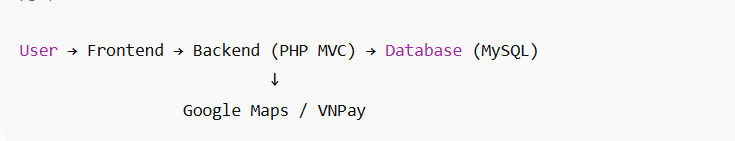 User → Frontend → Backend (PHP MVC) → Database (MySQL)
↓
Google Maps / VNPay